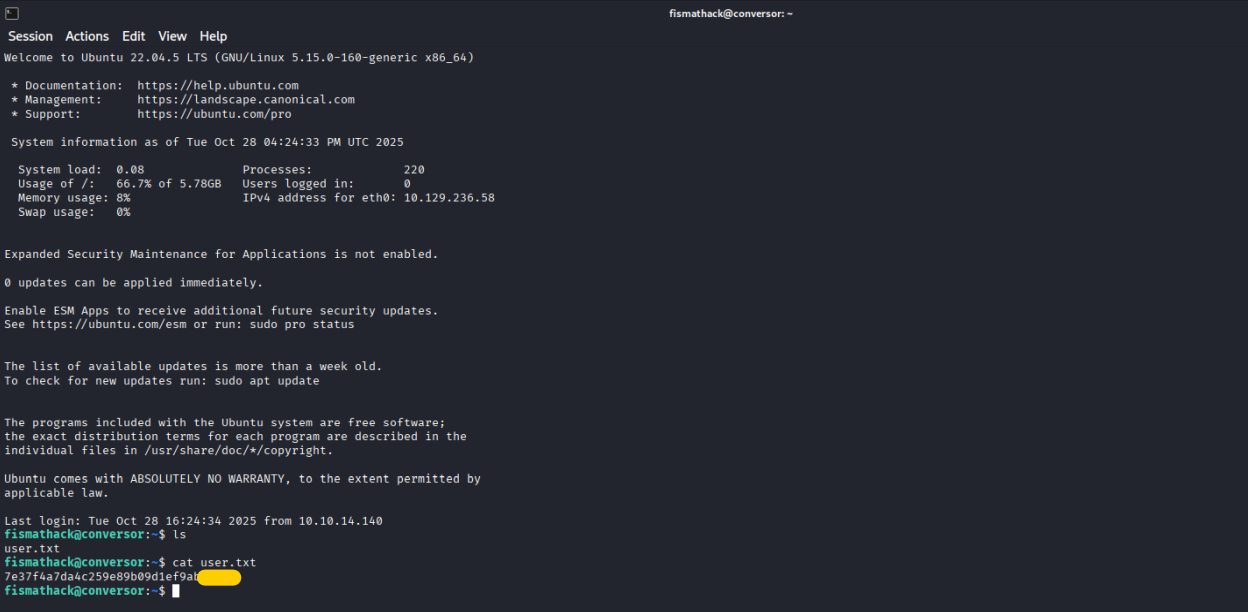 fismathack@conversor: ~
Session Actions Edit View Help
Welcome to Ubuntu 22.04.5 LTS (GNU/Linux 5.15.0-160-generic x86_64)
* Documentation: https://help.ubuntu.com
* Management: https://landscape.canonical.com
* Support: https://ubuntu.com/pro
System information as of Tue Oct 28 04:24:33 PM UTC 2025
System load: 0.08 Processes: 220
Usage of /: 66.7% of 5.78GB Users logged in: 0
Memory usage: 8% IPv4 address for eth0: 10.129.236.58
Swap usage: 0%
Expanded Security Maintenance for Applications is not enabled.
0 updates can be applied immediately.
Enable ESM Apps to receive additional future security updates.
See https://ubuntu.com/esm or run: sudo pro status
The list of available updates is more than a week old.
To check for new updates run: sudo apt update
The programs included with the Ubuntu system are free software;
the exact distribution terms for each program are described in the
individual files in /usr/share/doc/*/copyright.
Ubuntu comes with ABSOLUTELY NO WARRANTY, to the extent permitted by
applicable law.
Last login: Tue Oct 28 16:24:34 2025 from 10.10.14.140
fismathack@conversor:~$ ls
user.txt
fismathack@conversor:~$ cat user.txt
7e37f4a7da4c259e89b09d1ef9ab
fismathack@conversor:~$